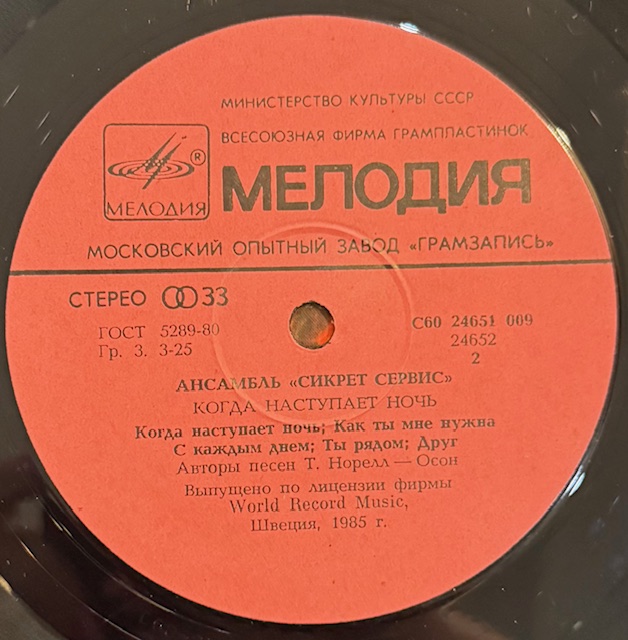 МИНИСТЕРСТВО КУЛЬТУРЫ СССР
ВСЕСОЮЗНАЯ ФИРМА ГРАМПЛАСТИНОК
®
МЕЛОДИЯ
МЕЛОДИЯ
МОСКОВСКИЙ ОПЫТНЫЙ ЗАВОД «ГРАМЗАПИСЬ»
СТЕРЕО 33
ГОСТ 5289-80
Гр. 3. 3-25
С60 24651 009
24652
2
АНСАМБЛЬ «СИКРЕТ СЕРВИС»
КОГДА НАСТУПАЕТ НОЧЬ
Когда наступает ночь; Как ты мне нужна
С каждым днем; Ты рядом; Друг
Авторы песен Т. Норелл — Осон
Выпущено по лицензии фирмы
World Record Music,
Швеция, 1985 г.